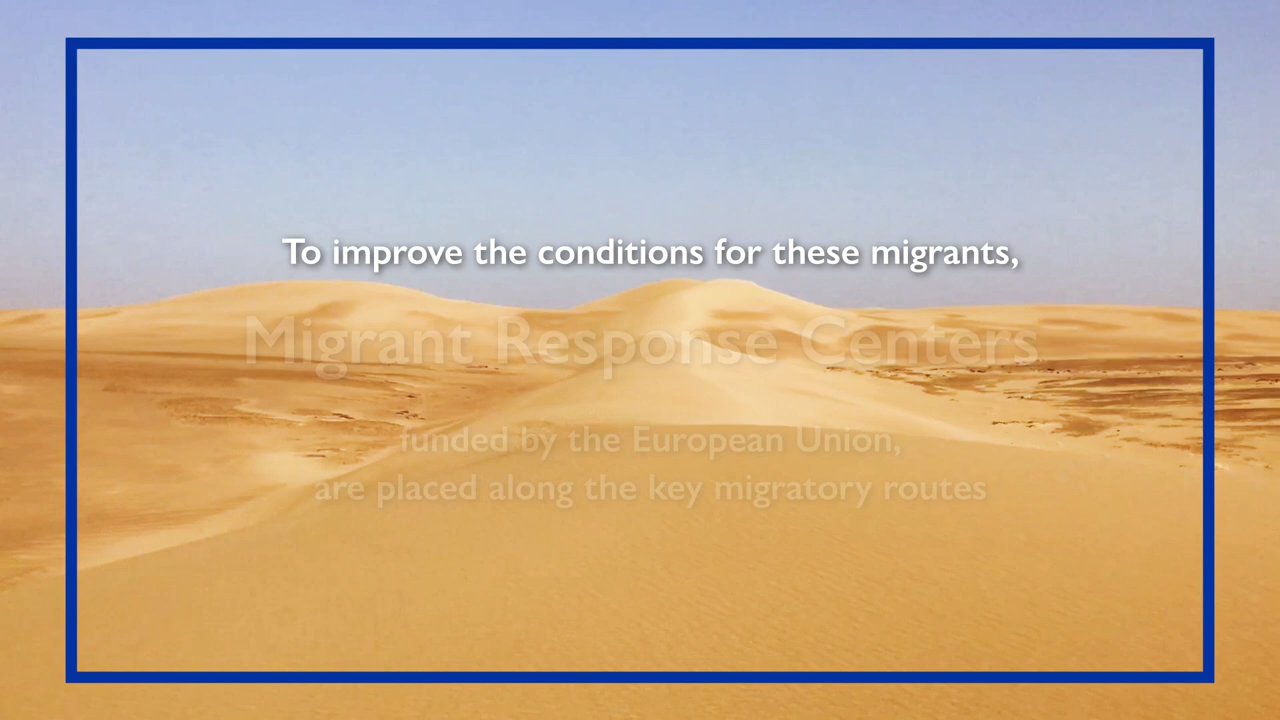 To improve the conditions for these migrants,
Migrant Response Centers
funded by the European Union,
are placed along the key migratory routes